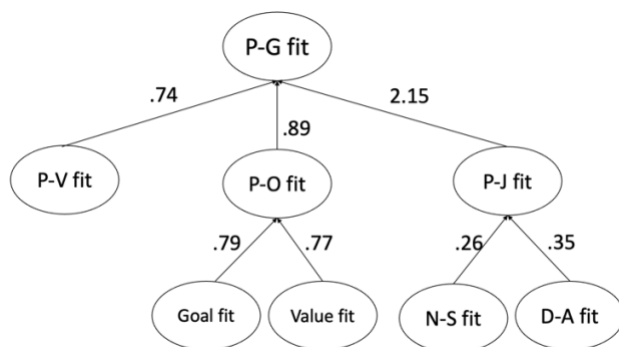 P-G fit
.74
2.15
.89
P-V fit
P-O fit
P-J fit
.79
.77
.26
.35
Goal fit
Value fit
N-S fit
D-A fit